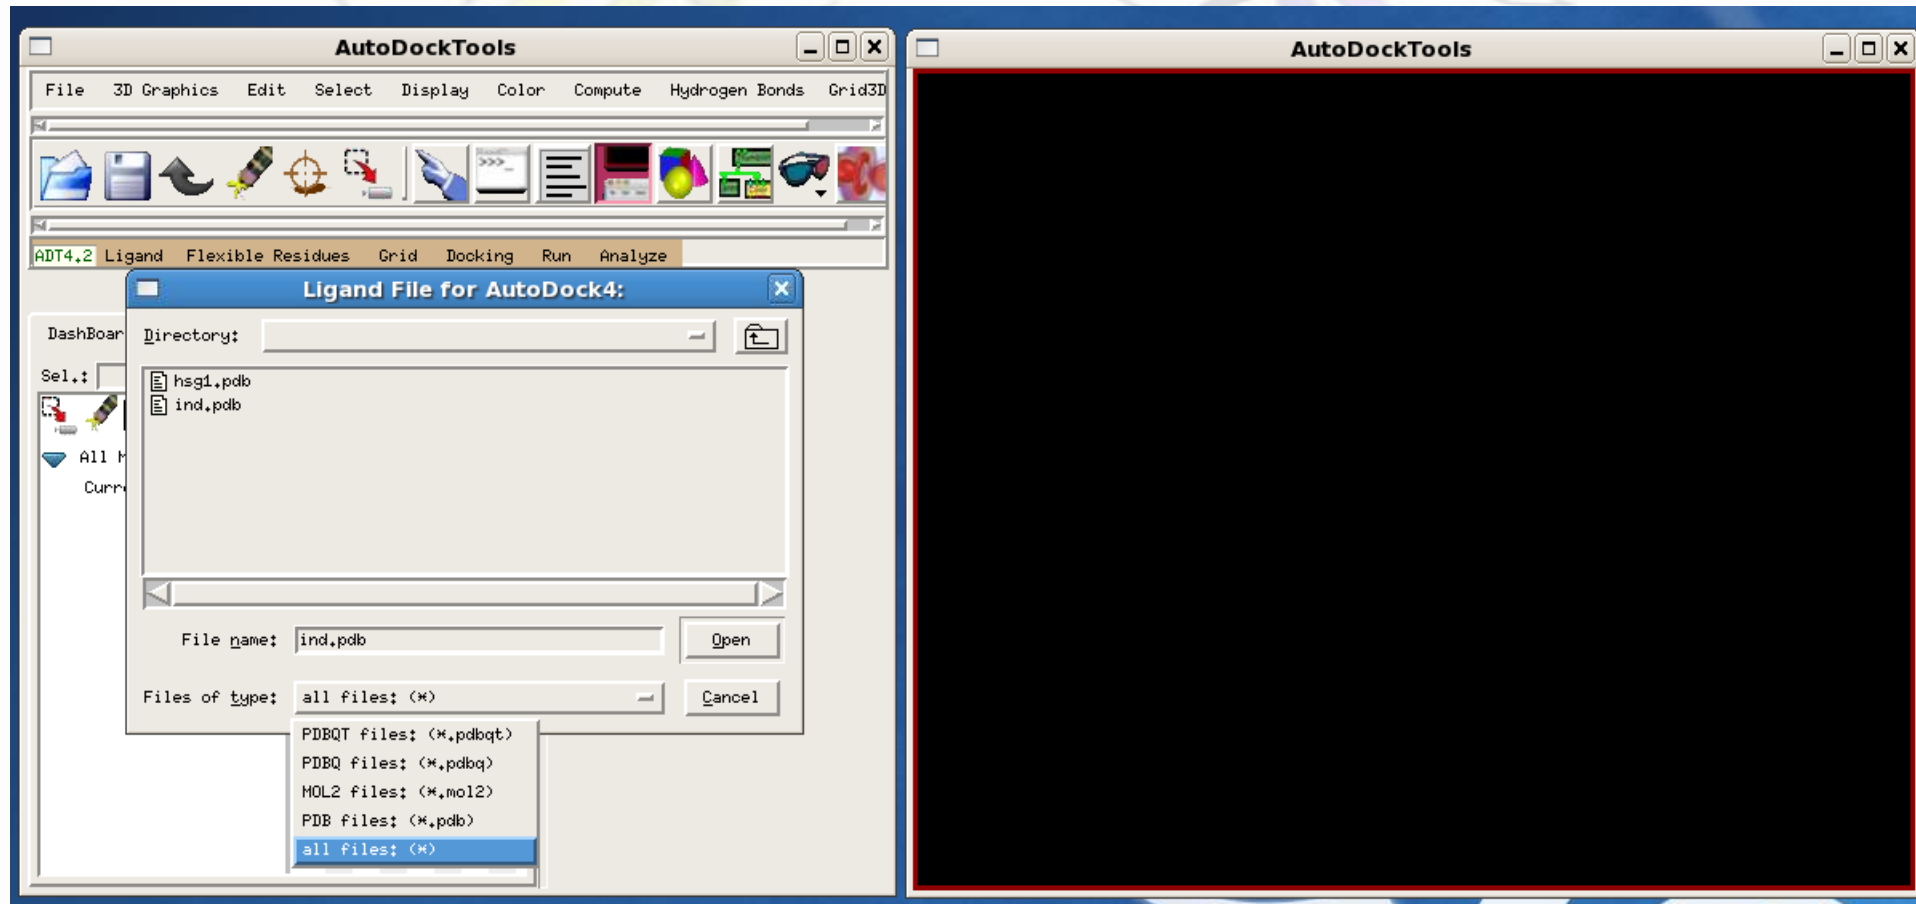 AutoDockTools
File 3D Graphics Edit Select Display Color Compute Hydrogen Bonds Grid3D
>>>
ADT4.2 Ligand Flexible Residues Grid Docking Run Analyze
Ligand File for AutoDock4:
DashBoar
Directory:
Sel.:
hsg1.pdb
ind.pdb
All M
Curr
File name: ind.pdb
Open
Files of type: all files: (*)
Cancel
PDBQT files: (*.pdbqt)
PDBQ files: (*.pdbq)
MOL2 files: (*.mol2)
PDB files: (*.pdb)
all files: (*)
AutoDockTools